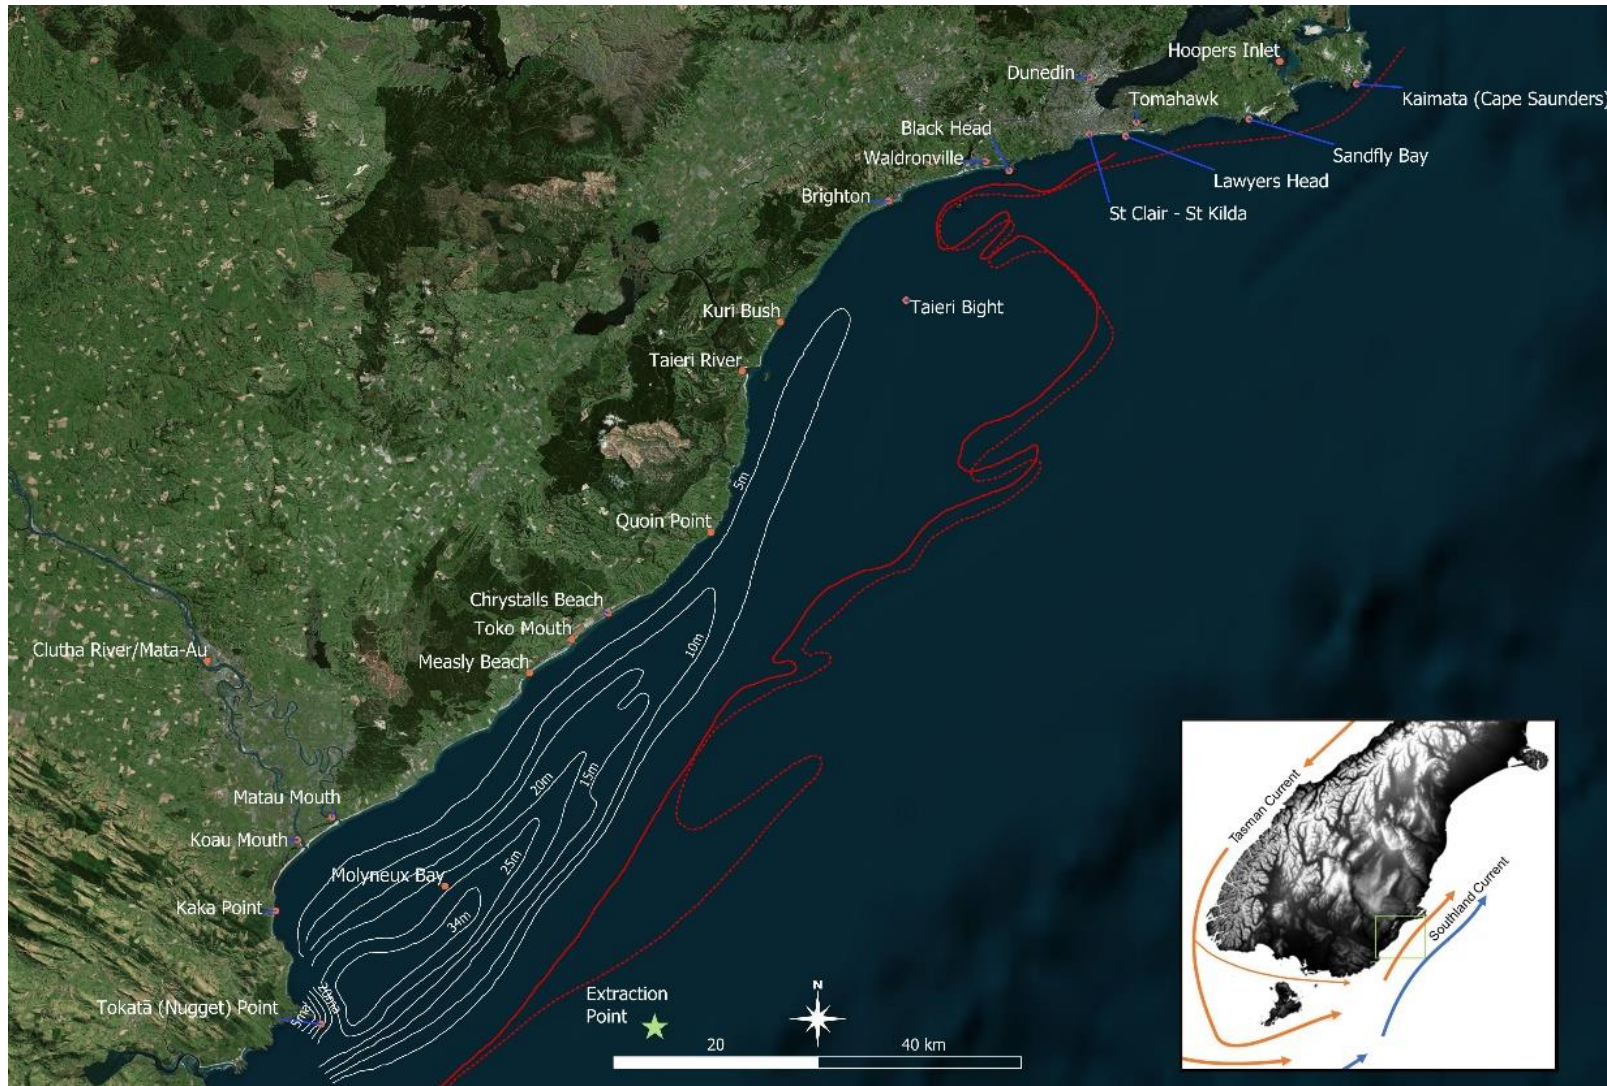 Hoopers Inlet
Dunedin
Kaimata (Cape Saunders)
Tomahawk
Black Head
Sandfly Bay
Waldronville
Lawyers Head
Brighton
St Clair - St Kilda
Taieri Bight
Kuri Bush
Taieri River
5m
Quoin Point
Chrystalls Beach
Toko Mouth
10m
Clutha River/Mata-Au
Measly Beach
20m
15m
Matau Mouth
Koau Mouth
25m
Molyneux Bay
34m
Kaka Point
Tokatā (Nugget) Point
5ma
20ma
Extraction
Point
N
20
40 km
Tasman Current
Southland Current